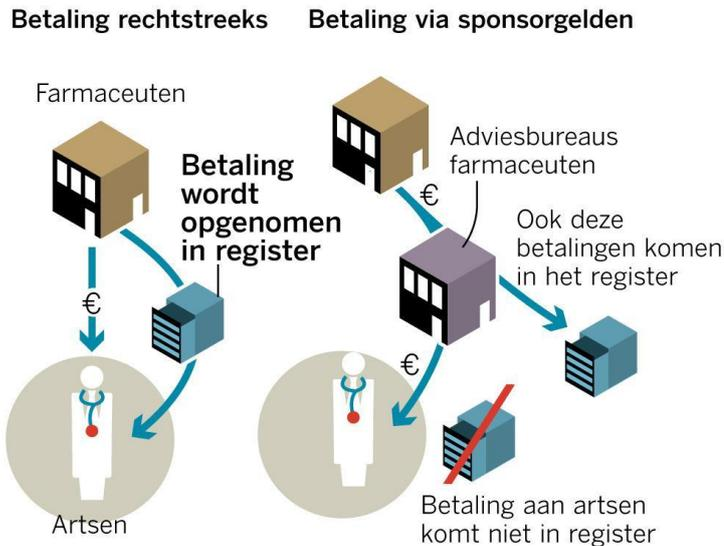 Betaling rechtstreeks
Farmaceuten
Betaling
wordt
opgenomen
in register
€
Artsen
Betaling via sponsorgelden
Adviesbureaus
farmaceuten
€
Ook deze
betalingen komen
in het register
€
Betaling aan artsen
komt niet in register